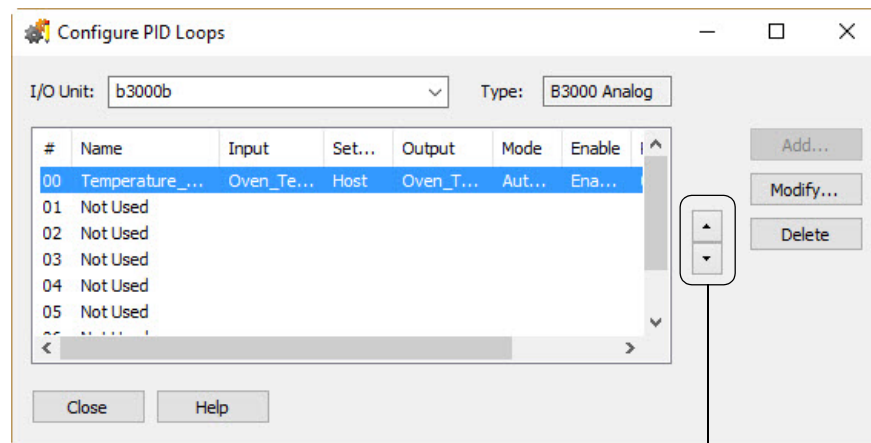 Configure PID Loops
I/O Unit: b3000b Type: B3000 Analog
# Name Input Set... Output Mode Enable
00 Temperature_... Oven_Te... Host Oven_T... Aut... Ena...
01 Not Used
02 Not Used
03 Not Used
04 Not Used
05 Not Used
Add...
Modify...
Delete
Close Help